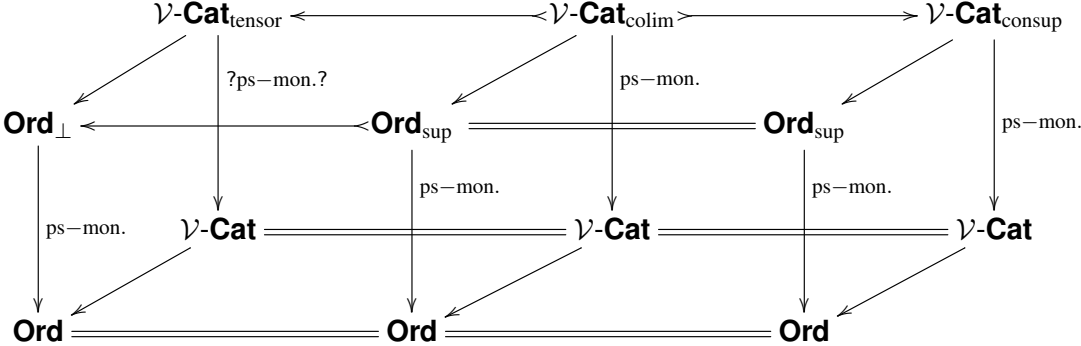 𝒱-Cat_tensor 𝒱-Cat_colim 𝒱-Cat_consup
?ps−mon.? ps−mon.
Ord_⊥ Ord_sup Ord_sup ps−mon.
ps−mon. ps−mon.
ps−mon. 𝒱-Cat 𝒱-Cat 𝒱-Cat
Ord Ord Ord